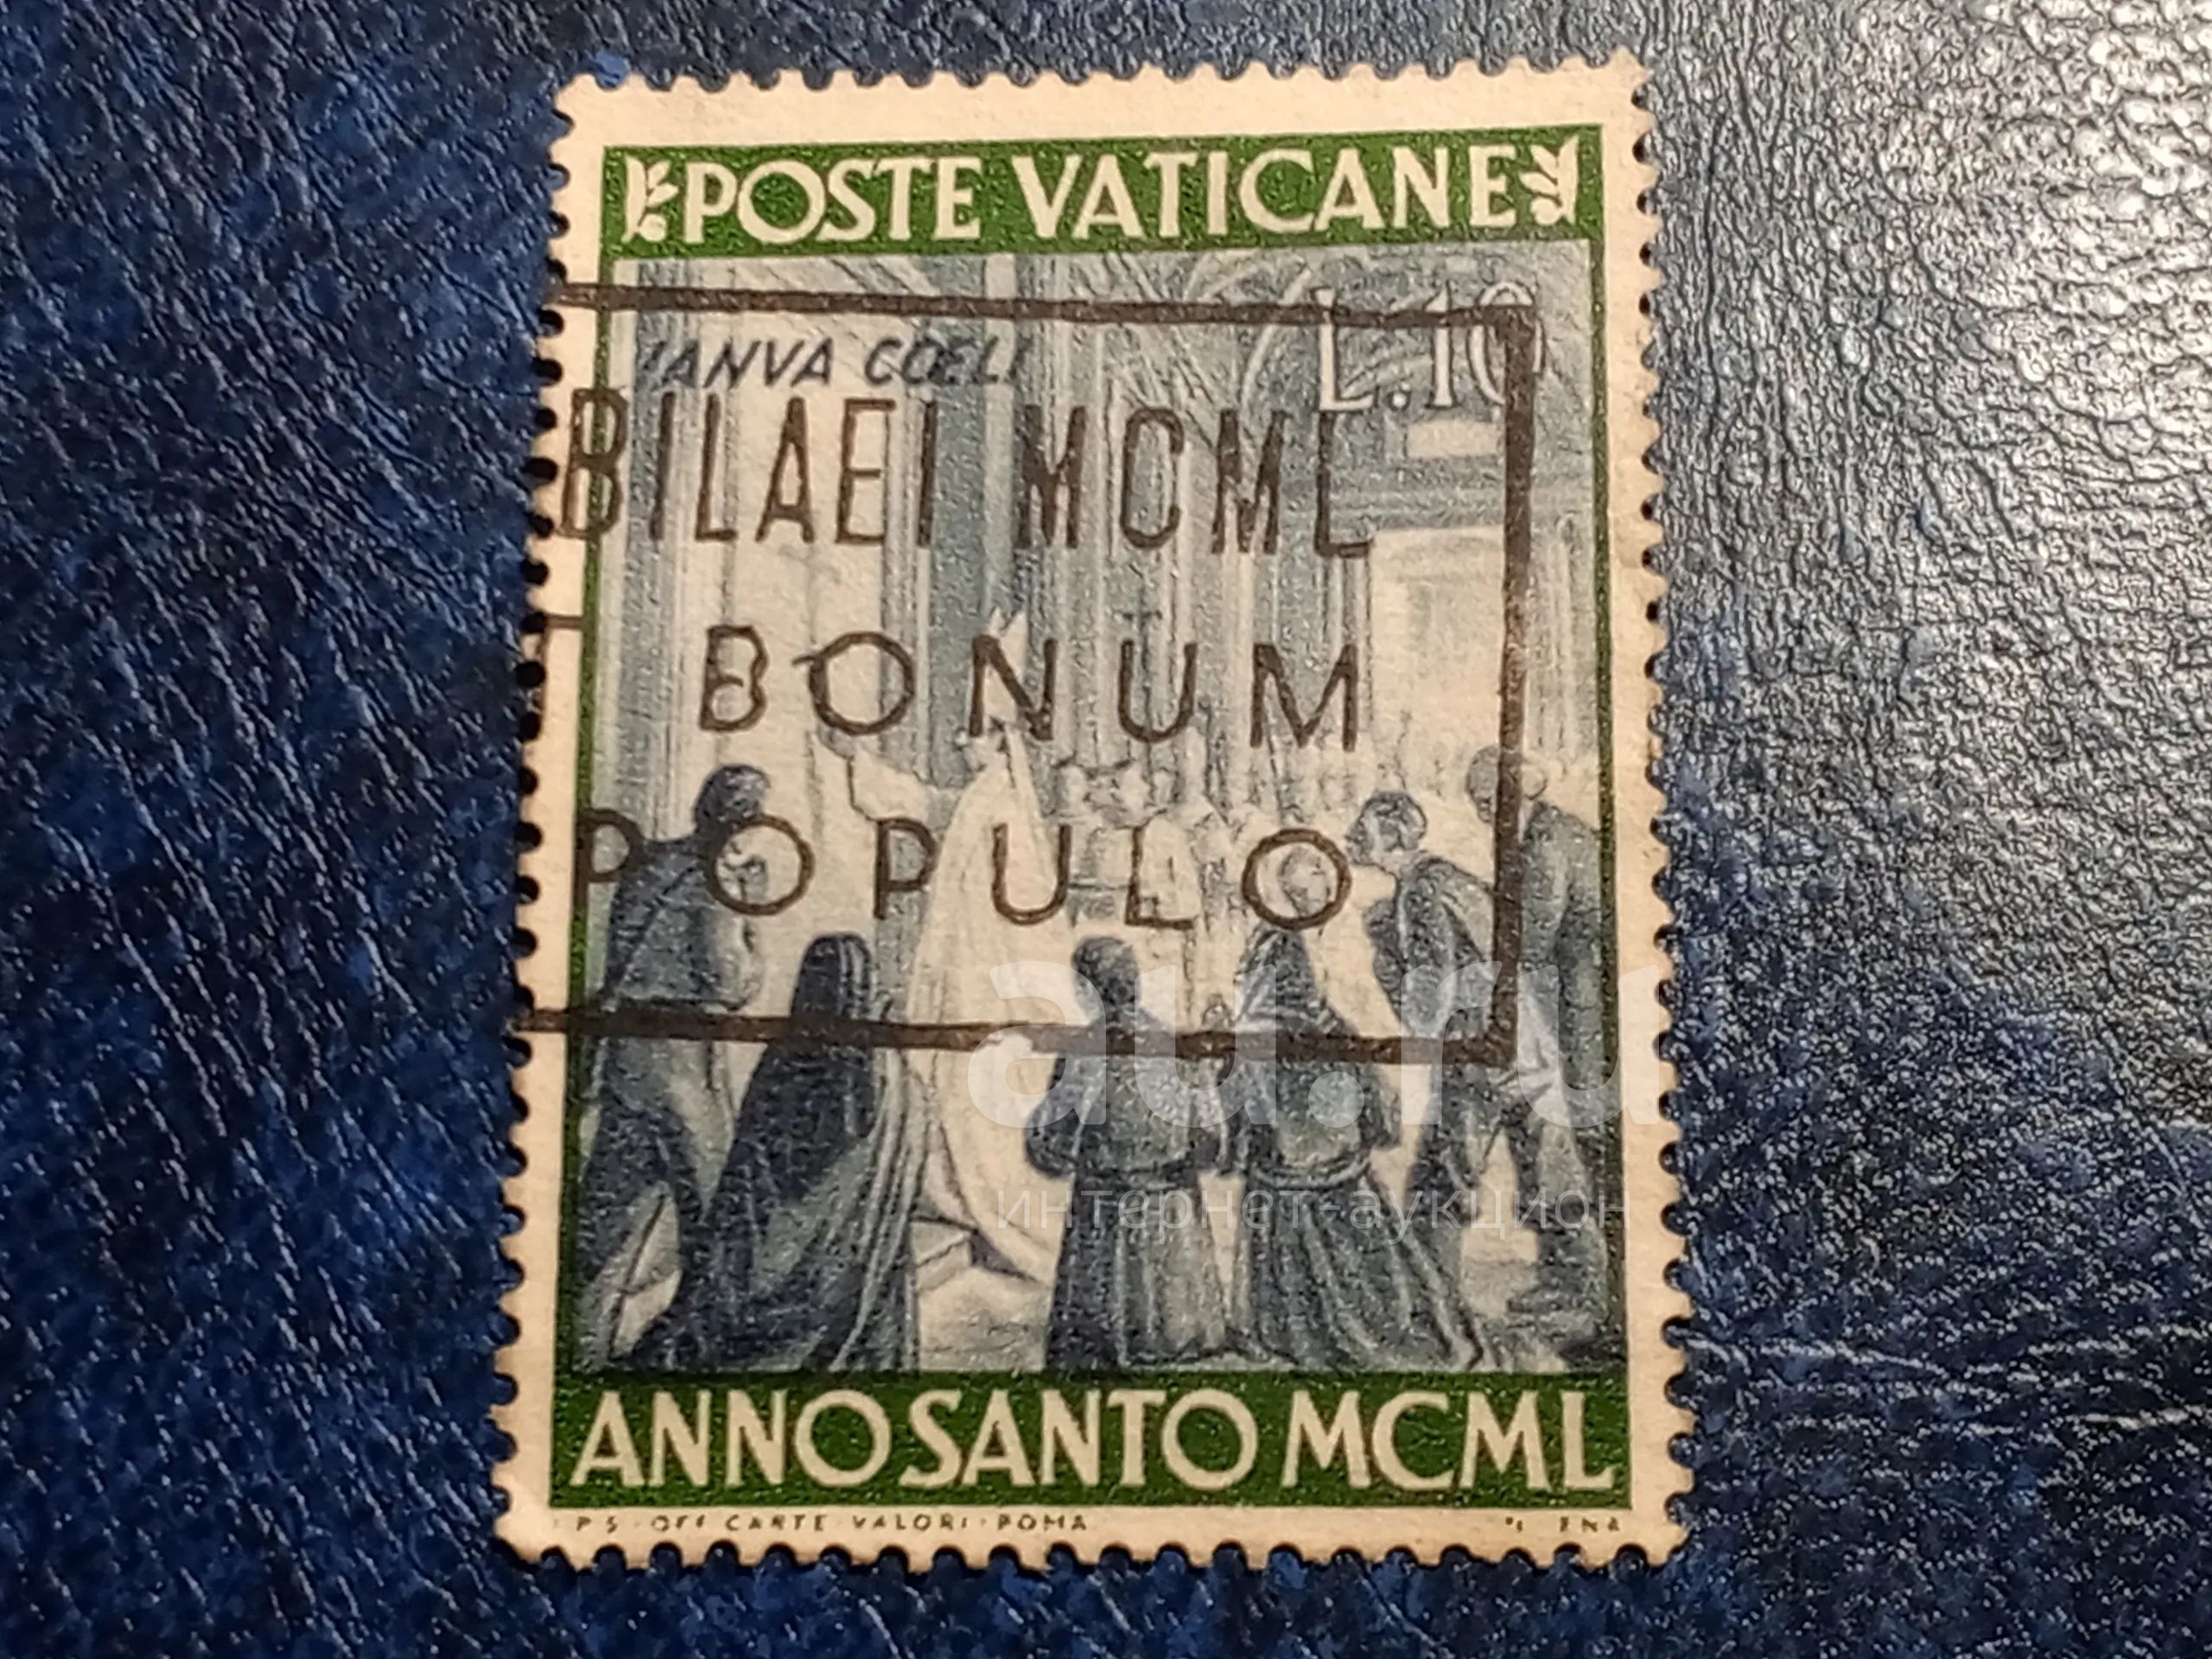 POSTE VATICANE
L.10
IANVA COELI
BILAEI MCML
BONUM
POPULO
au.ru
интернет-аукцион
ANNO SANTO MCML
CARTE·VALORI·ROMA